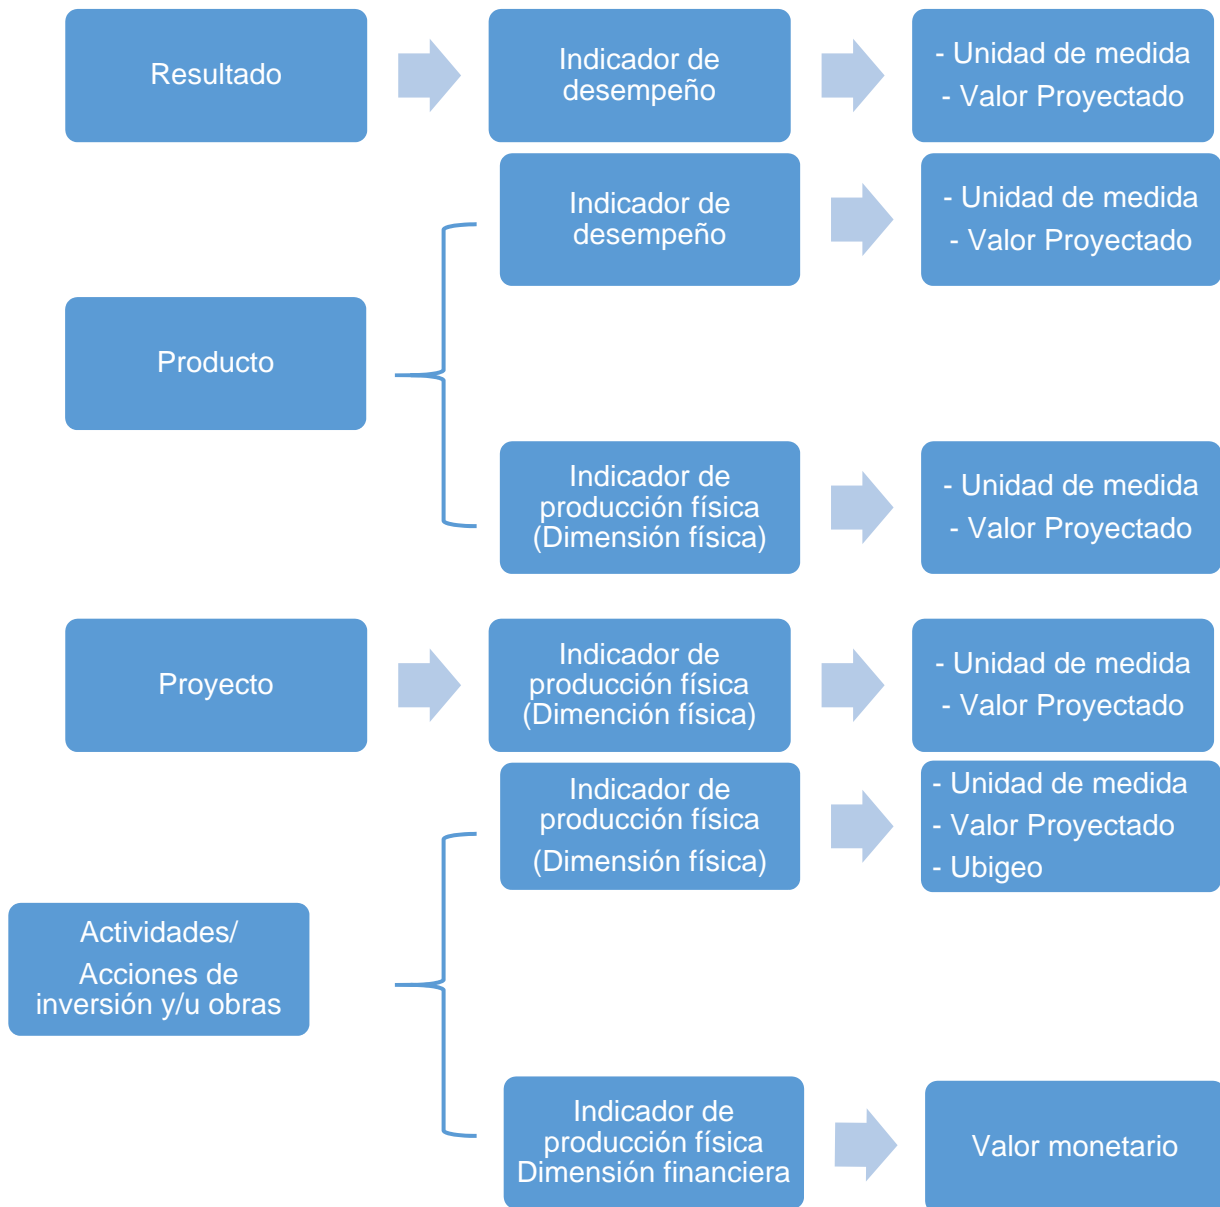 Resultado
Indicador de
desempeño
- Unidad de medida
- Valor Proyectado
Producto
Indicador de
desempeño
- Unidad de medida
- Valor Proyectado
Indicador de
producción física
(Dimensión física)
- Unidad de medida
- Valor Proyectado
Proyecto
Indicador de
producción física
(Dimención física)
- Unidad de medida
- Valor Proyectado
Actividades/
Acciones de
inversión y/u obras
Indicador de
producción física
(Dimensión física)
- Unidad de medida
- Valor Proyectado
- Ubigeo
Indicador de
producción física
Dimensión financiera
Valor monetario